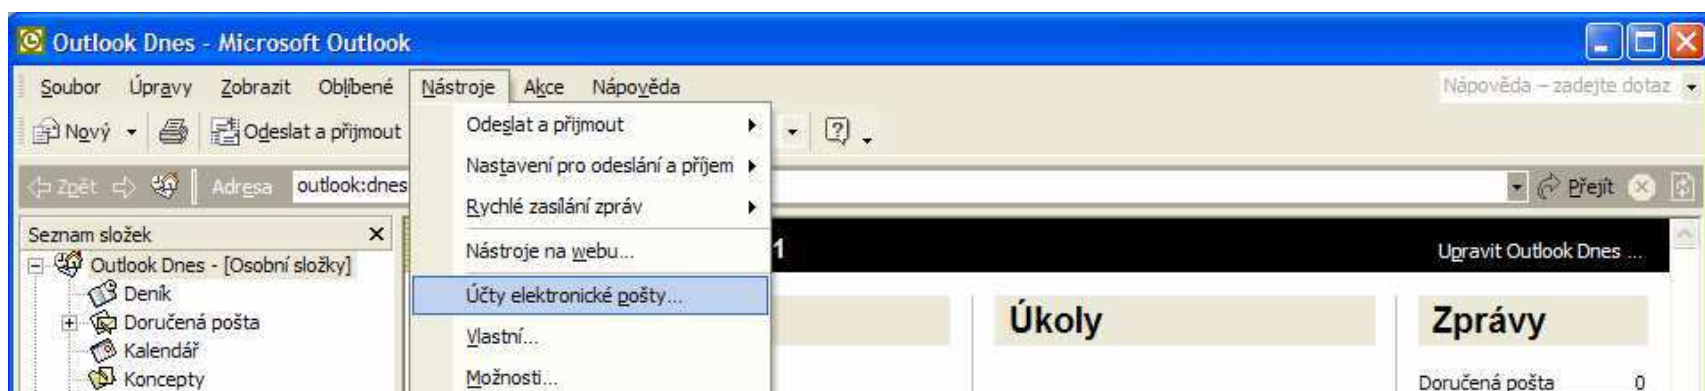 Outlook Dnes - Microsoft Outlook
Soubor Úpravy Zobrazit Oblíbené Nástroje Akce Nápověda Nápověda – zadejte dotaz
Nový Odeslat a přijmout
Zpět Adresa outlook:dnes Přejít
Odeslat a přijmout
Nastavení pro odeslání a příjem
Rychlé zasílání zpráv
Nástroje na webu...
Účty elektronické pošty...
Vlastní...
Možnosti...
Seznam složek
Outlook Dnes - [Osobní složky]
Deník
Doručená pošta
Kalendář
Koncepty
1
Upravit Outlook Dnes ...
Úkoly
Zprávy
Doručená pošta 0